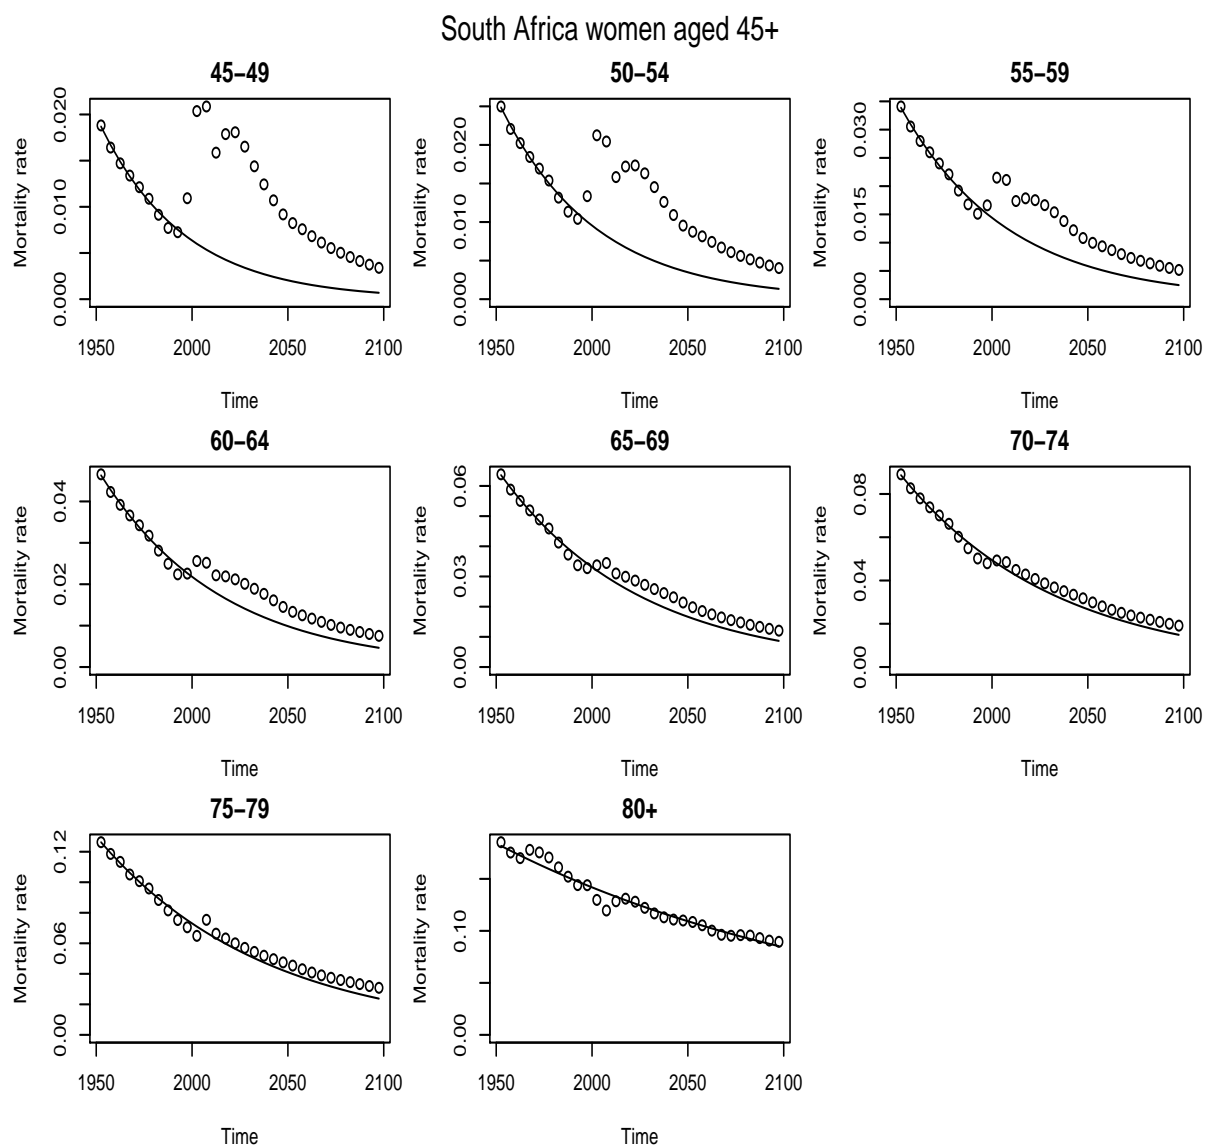 South Africa women aged 45+
45–49
50–54
55–59
Mortality rate
0.000 0.010 0.020
Mortality rate
0.000 0.010 0.020
Mortality rate
0.000 0.015 0.030
1950 2000 2050 2100
1950 2000 2050 2100
1950 2000 2050 2100
Time
Time
Time
60–64
65–69
70–74
Mortality rate
0.00 0.02 0.04
Mortality rate
0.00 0.03 0.06
Mortality rate
0.00 0.04 0.08
1950 2000 2050 2100
1950 2000 2050 2100
1950 2000 2050 2100
Time
Time
Time
75–79
80+
Mortality rate
0.00 0.06 0.12
Mortality rate
0.00 0.10
1950 2000 2050 2100
1950 2000 2050 2100
Time
Time